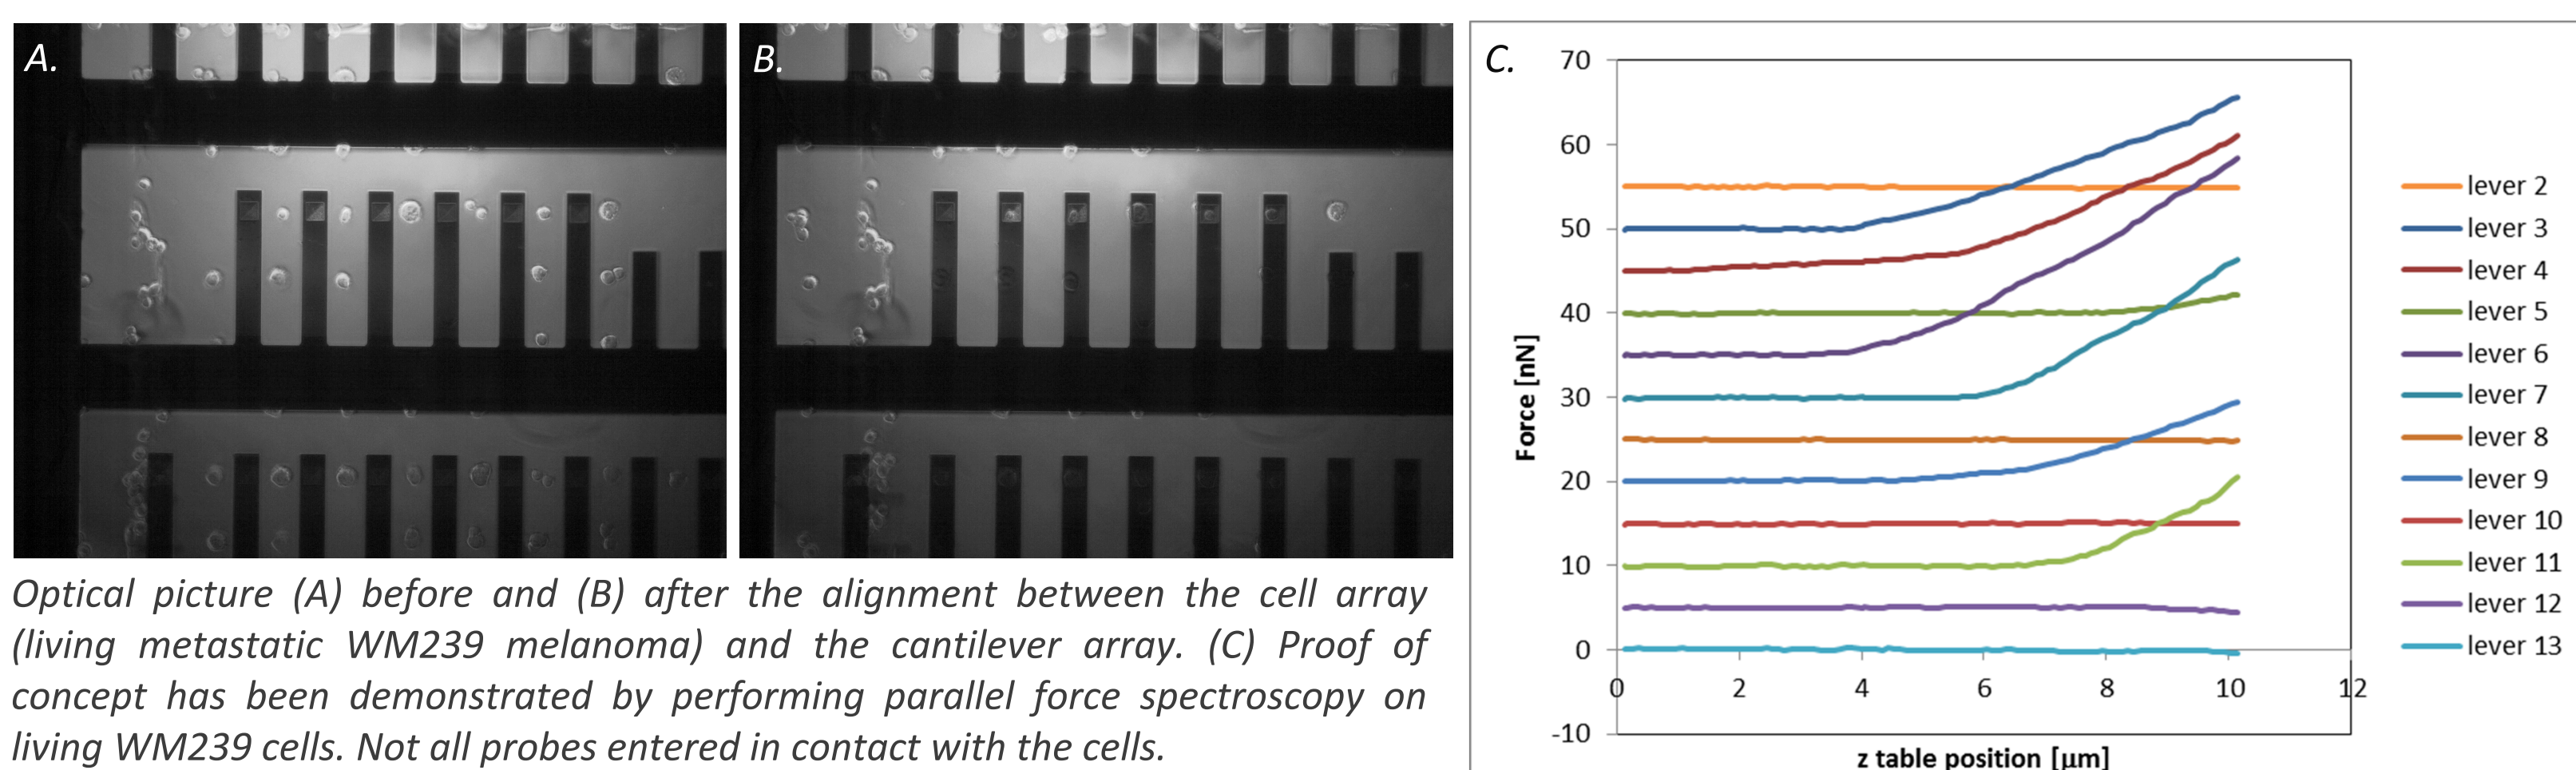 A.
B.
Optical picture (A) before and (B) after the alignment between the cell array
(living metastatic WM239 melanoma) and the cantilever array. (C) Proof of
concept has been demonstrated by performing parallel force spectroscopy on
living WM239 cells. Not all probes entered in contact with the cells.
C.
70
60
50
40
30
20
10
0
-10
Force [nN]
0 2 4 6 8 10 12
z table position [µm]
lever 2
lever 3
lever 4
lever 5
lever 6
lever 7
lever 8
lever 9
lever 10
lever 11
lever 12
lever 13